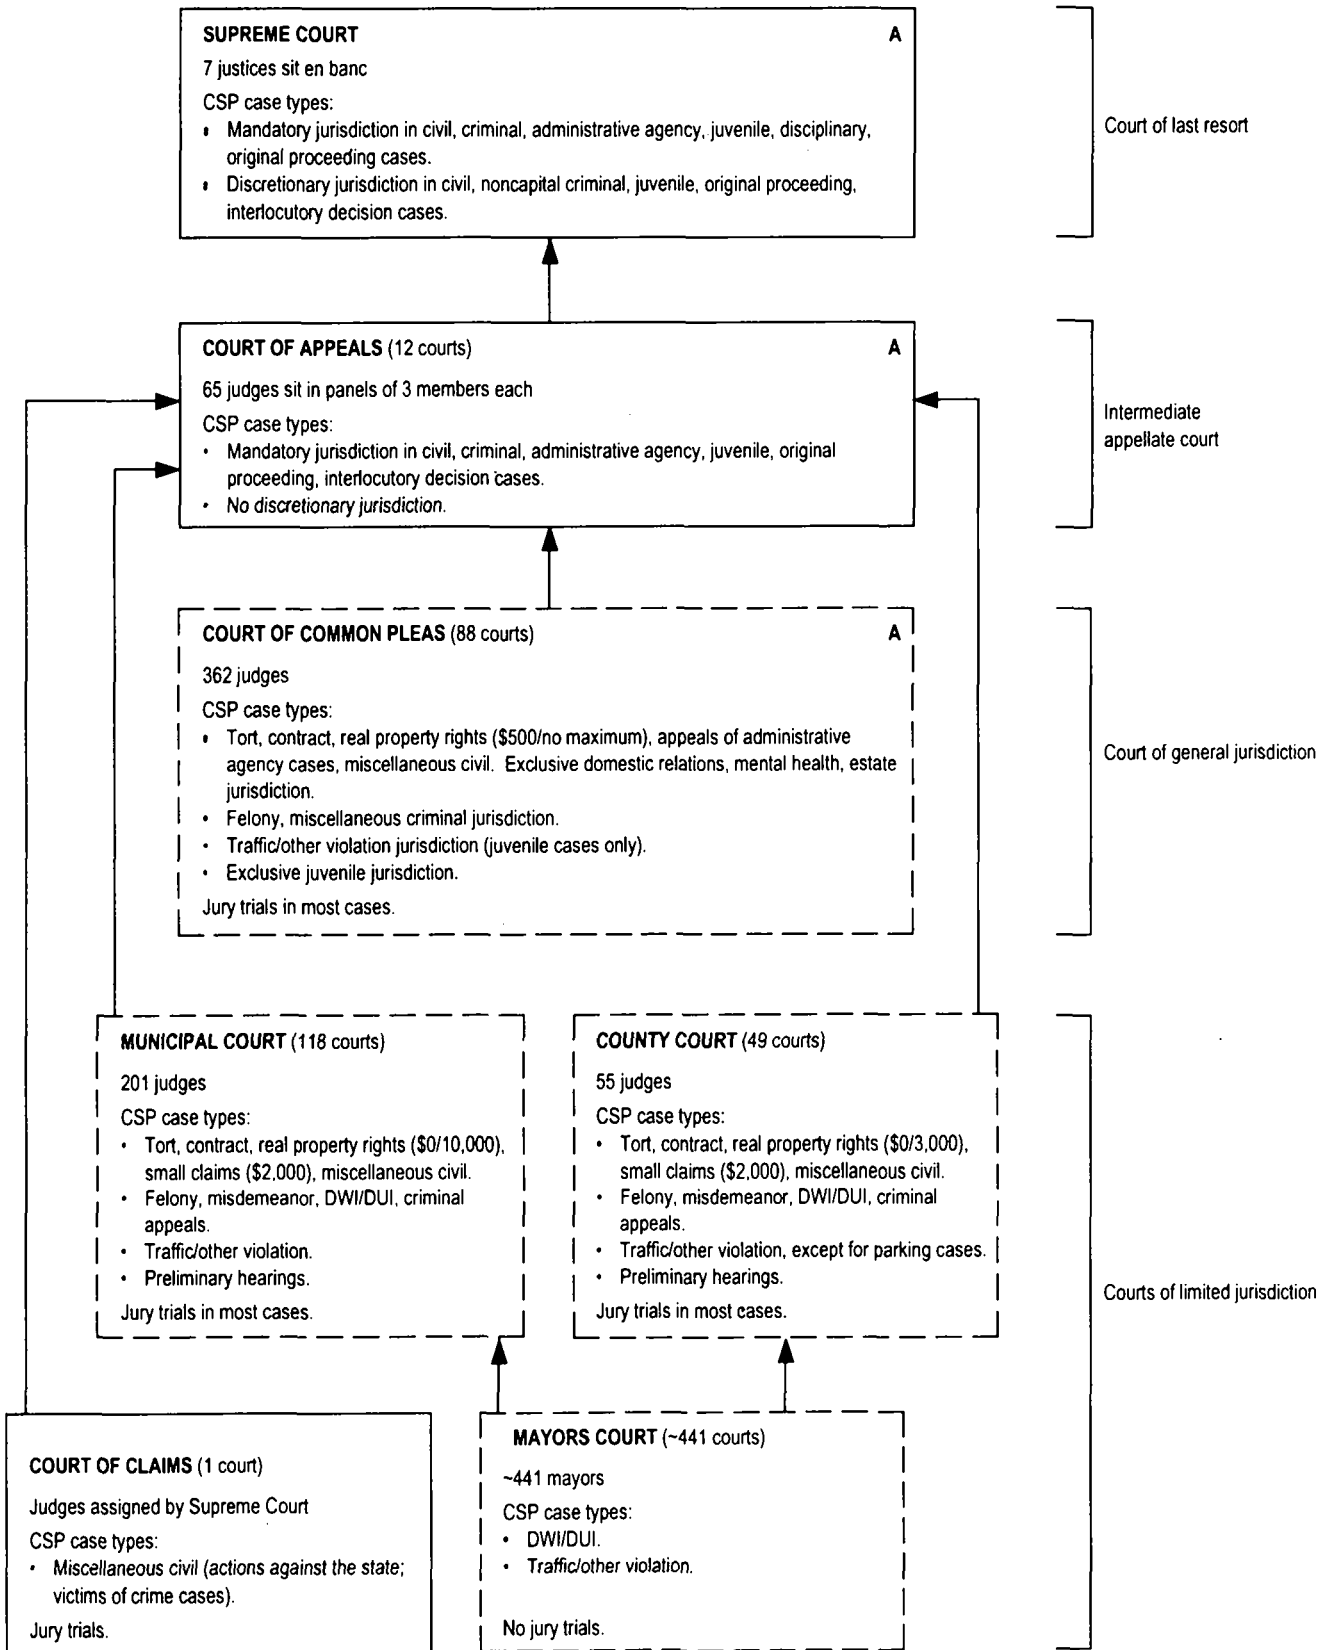 SUPREME COURT A
7 justices sit en banc
CSP case types:
• Mandatory jurisdiction in civil, criminal, administrative agency, juvenile, disciplinary,
original proceeding cases.
• Discretionary jurisdiction in civil, noncapital criminal, juvenile, original proceeding,
interlocutory decision cases.
Court of last resort
COURT OF APPEALS (12 courts) A
65 judges sit in panels of 3 members each
CSP case types:
• Mandatory jurisdiction in civil, criminal, administrative agency, juvenile, original
proceeding, interlocutory decision cases.
• No discretionary jurisdiction.
Intermediate
appellate court
COURT OF COMMON PLEAS (88 courts) A
362 judges
CSP case types:
• Tort, contract, real property rights ($500/no maximum), appeals of administrative
agency cases, miscellaneous civil. Exclusive domestic relations, mental health, estate
jurisdiction.
• Felony, miscellaneous criminal jurisdiction.
• Traffic/other violation jurisdiction (juvenile cases only).
• Exclusive juvenile jurisdiction.
Jury trials in most cases.
Court of general jurisdiction
MUNICIPAL COURT (118 courts)
201 judges
CSP case types:
• Tort, contract, real property rights ($0/10,000),
small claims ($2,000), miscellaneous civil.
• Felony, misdemeanor, DWI/DUI, criminal
appeals.
• Traffic/other violation.
• Preliminary hearings.
Jury trials in most cases.
COUNTY COURT (49 courts)
55 judges
CSP case types:
• Tort, contract, real property rights ($0/3,000),
small claims ($2,000), miscellaneous civil.
• Felony, misdemeanor, DWI/DUI, criminal
appeals.
• Traffic/other violation, except for parking cases.
• Preliminary hearings.
Jury trials in most cases.
Courts of limited jurisdiction
COURT OF CLAIMS (1 court)
Judges assigned by Supreme Court
CSP case types:
• Miscellaneous civil (actions against the state;
victims of crime cases).
Jury trials.
MAYORS COURT (~441 courts)
~441 mayors
CSP case types:
• DWI/DUI.
• Traffic/other violation.
No jury trials.